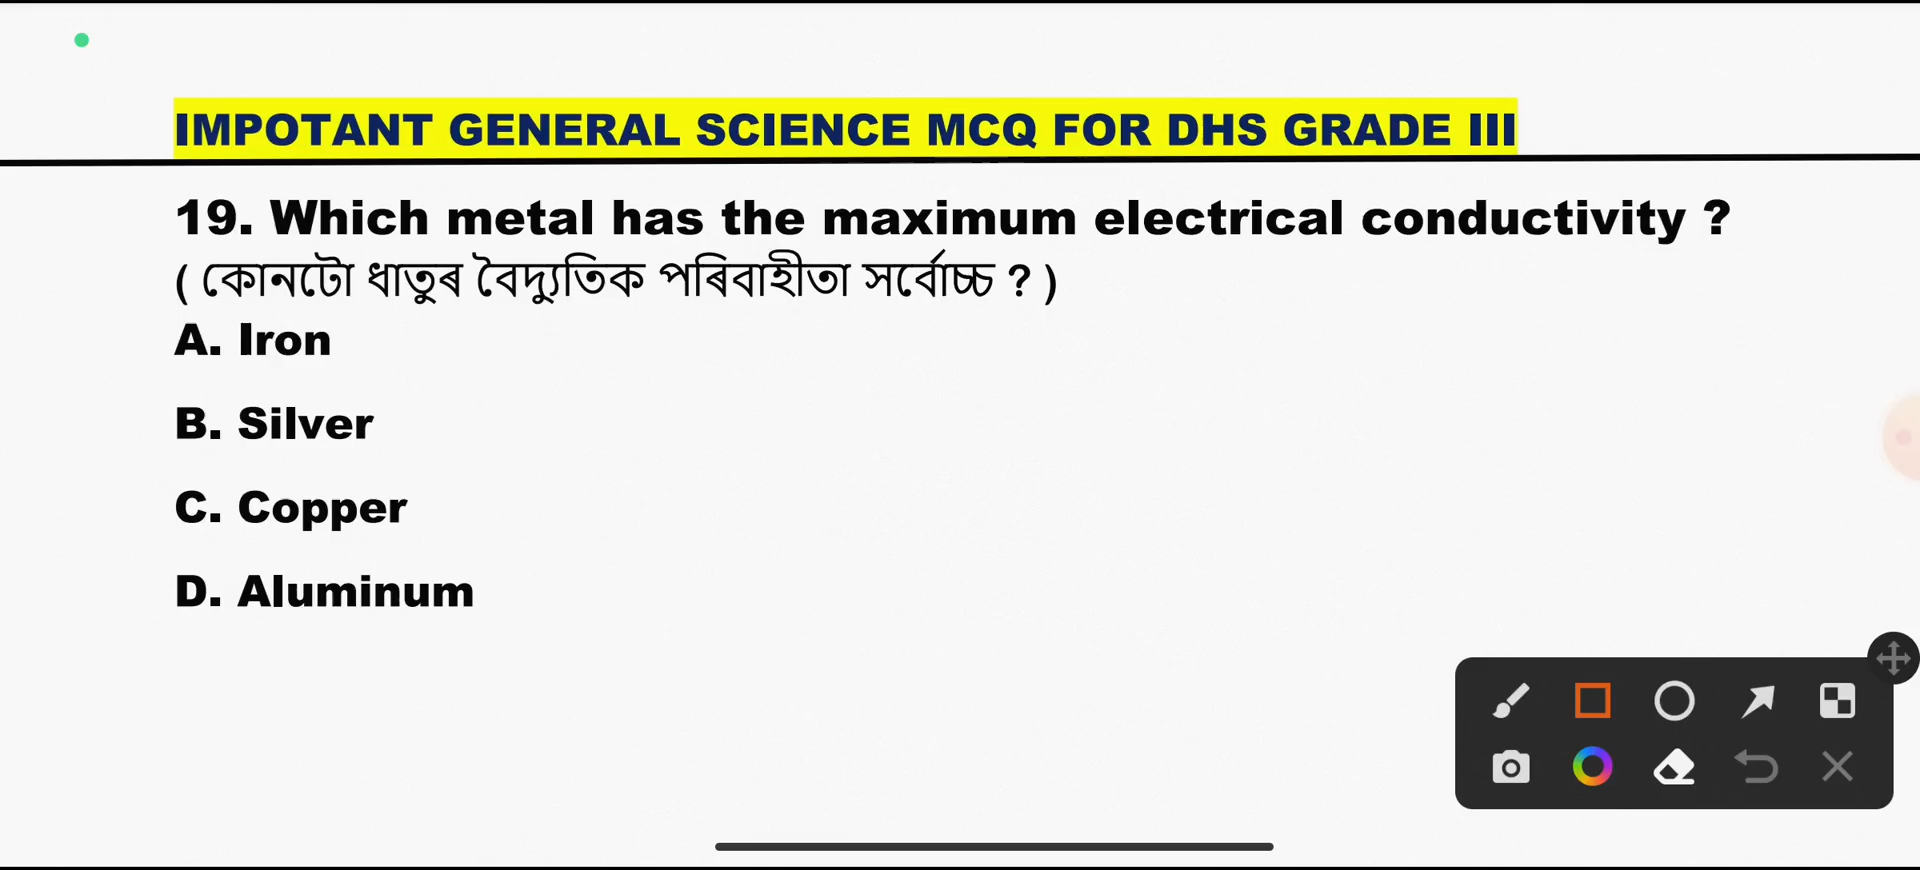 IMPOTANT GENERAL SCIENCE MCQ FOR DHS GRADE III
19. Which metal has the maximum electrical conductivity ?
( কোনটো ধাতুৰ বৈদ্যুতিক পৰিবাহীতা সৰ্বোচ্চ ? )
A. Iron
B. Silver
C. Copper
D. Aluminum